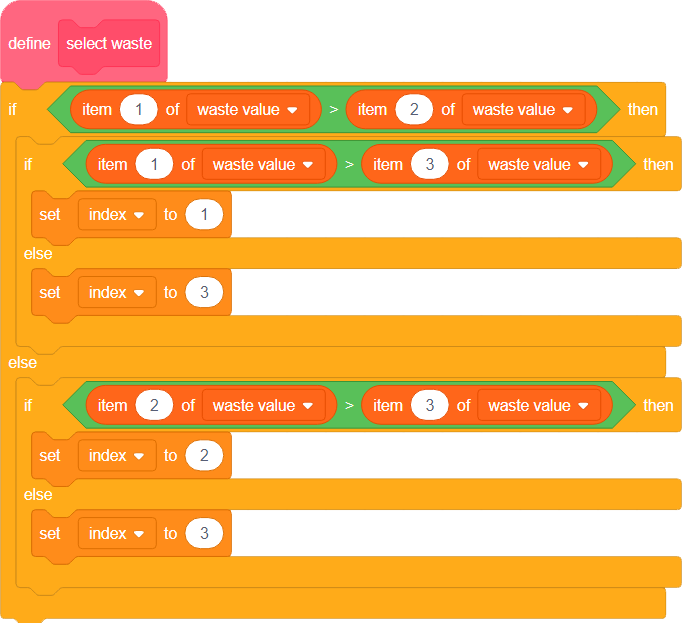 define select waste
if item 1 of waste value > item 2 of waste value then
if item 1 of waste value > item 3 of waste value then
set index to 1
else
set index to 3
else
if item 2 of waste value > item 3 of waste value then
set index to 2
else
set index to 3